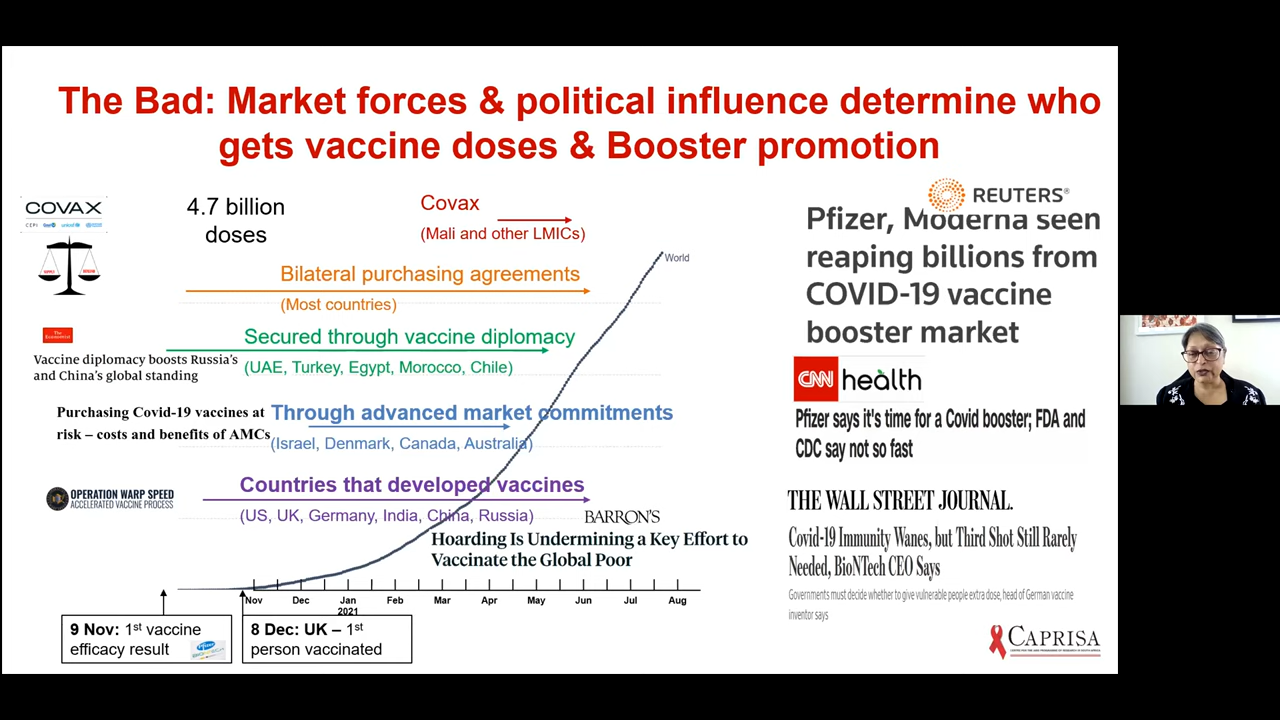 The Bad: Market forces & political influence determine who
gets vaccine doses & Booster promotion
COVAX
CEPI
unicef
4.7 billion
doses
Covax
(Mali and other LMICs)
World
Bilateral purchasing agreements
(Most countries)
The Economist
Vaccine diplomacy boosts Russia's
and China's global standing
Secured through vaccine diplomacy
(UAE, Turkey, Egypt, Morocco, Chile)
Purchasing Covid-19 vaccines at
risk – costs and benefits of AMCs
Through advanced market commitments
(Israel, Denmark, Canada, Australia)
OPERATION WARP SPEED
ACCELERATED VACCINE PROCESS
Countries that developed vaccines
(US, UK, Germany, India, China, Russia)
BARRON'S
Hoarding Is Undermining a Key Effort to
Vaccinate the Global Poor
Nov Dec Jan Feb Mar Apr May Jun Jul Aug
2021
9 Nov: 1st vaccine
efficacy result
Pfizer
8 Dec: UK – 1st
person vaccinated
REUTERS®
Pfizer, Moderna seen
reaping billions from
COVID-19 vaccine
booster market
CNN health
Pfizer says it's time for a Covid booster; FDA and
CDC say not so fast
THE WALL STREET JOURNAL.
Covid-19 Immunity Wanes, but Third Shot Still Rarely
Needed, BioNTech CEO Says
Governments must decide whether to give vulnerable people extra dose, head of German vaccine
inventor says
CAPRISA